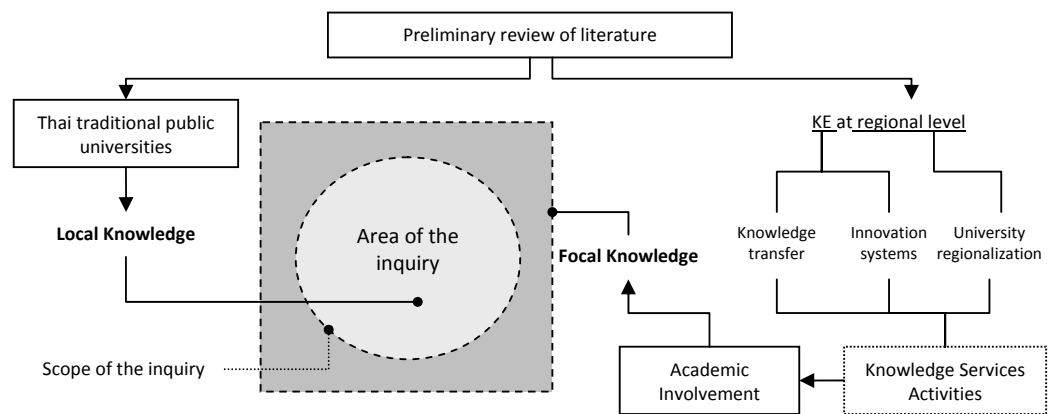 Preliminary review of literature
Thai traditional public
universities
KE at regional level
Local Knowledge
Area of the
inquiry
Focal Knowledge
Knowledge
transfer
Innovation
systems
University
regionalization
Scope of the inquiry
Academic
Involvement
Knowledge Services
Activities